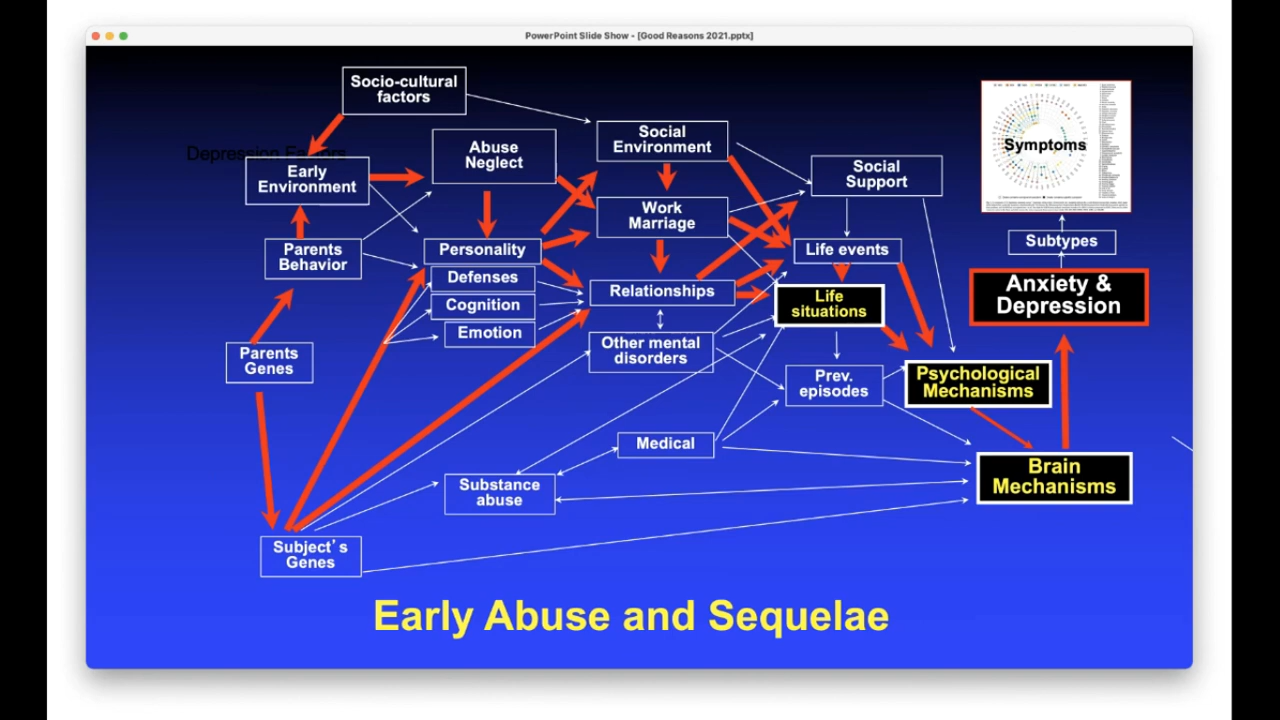 PowerPoint Slide Show - [Good Reasons 2021.pptx]
Socio-cultural
factors
Depression Factors
Early
Environment
Abuse
Neglect
Social
Environment
Social
Support
Symptoms
Work
Marriage
Parents
Behavior
Personality
Defenses
Cognition
Emotion
Relationships
Life events
Subtypes
Life
situations
Anxiety &
Depression
Parents
Genes
Other mental
disorders
Prev.
episodes
Psychological
Mechanisms
Medical
Substance
abuse
Brain
Mechanisms
Subject's
Genes
Early Abuse and Sequelae